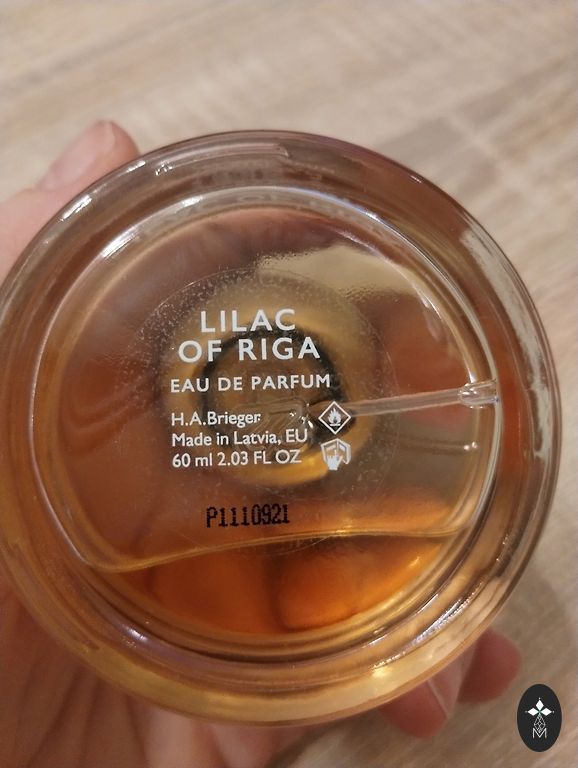 LILAC
OF RIGA
EAU DE PARFUM
H.A.Brieger
Made in Latvia, EU
60 ml 2.03 FL OZ
P1110921
M